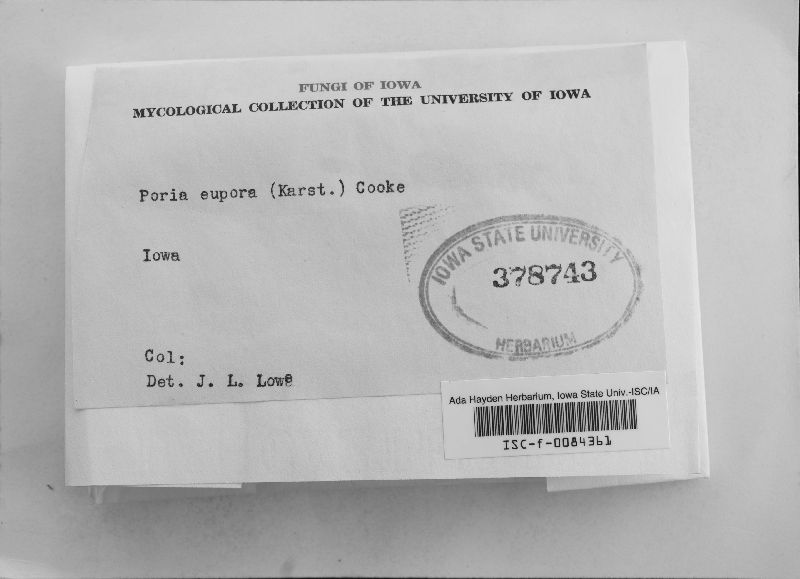 FUNGI OF IOWA
MYCOLOGICAL COLLECTION OF THE UNIVERSITY OF IOWA
Poria eupora (Karst.) Cooke
Iowa
IOWA STATE UNIVERSITY
378743
HERBARIUM
Col:
Det. J. L. Lowe
Ada Hayden Herbarium, Iowa State Univ.-ISC/IA
ISC-f-0084361